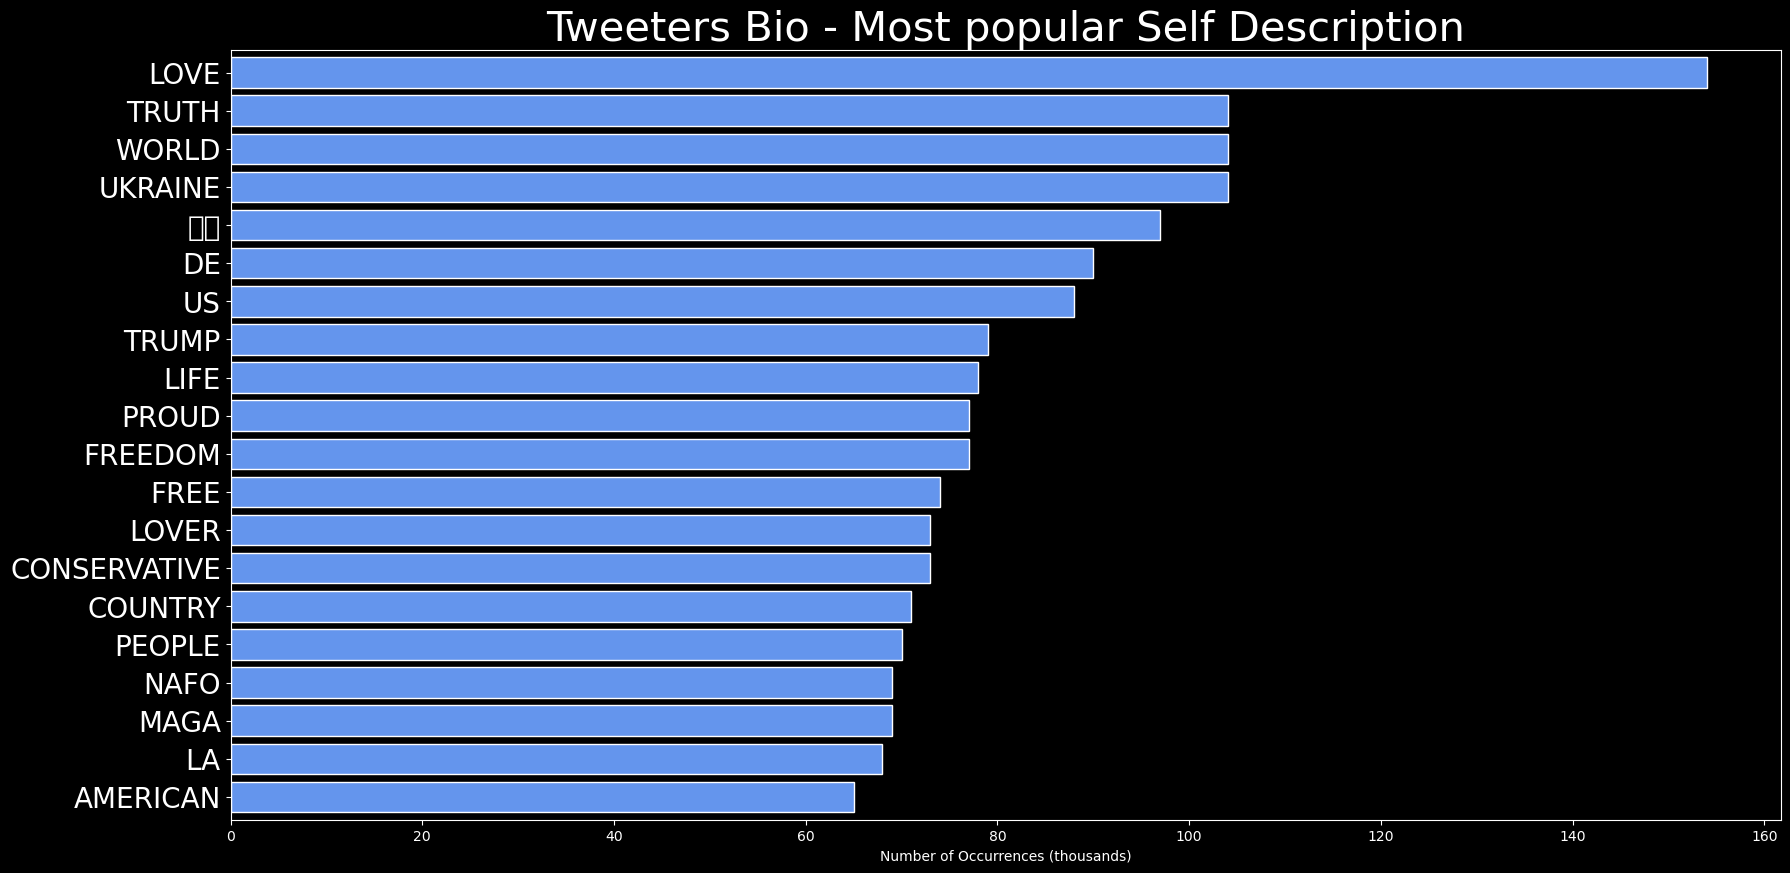 Tweeters Bio - Most popular Self Description
LOVE
TRUTH
WORLD
UKRAINE
DE
US
TRUMP
LIFE
PROUD
FREEDOM
FREE
LOVER
CONSERVATIVE
COUNTRY
PEOPLE
NAFO
MAGA
LA
AMERICAN
0 20 40 60 80 100 120 140 160
Number of Occurrences (thousands)